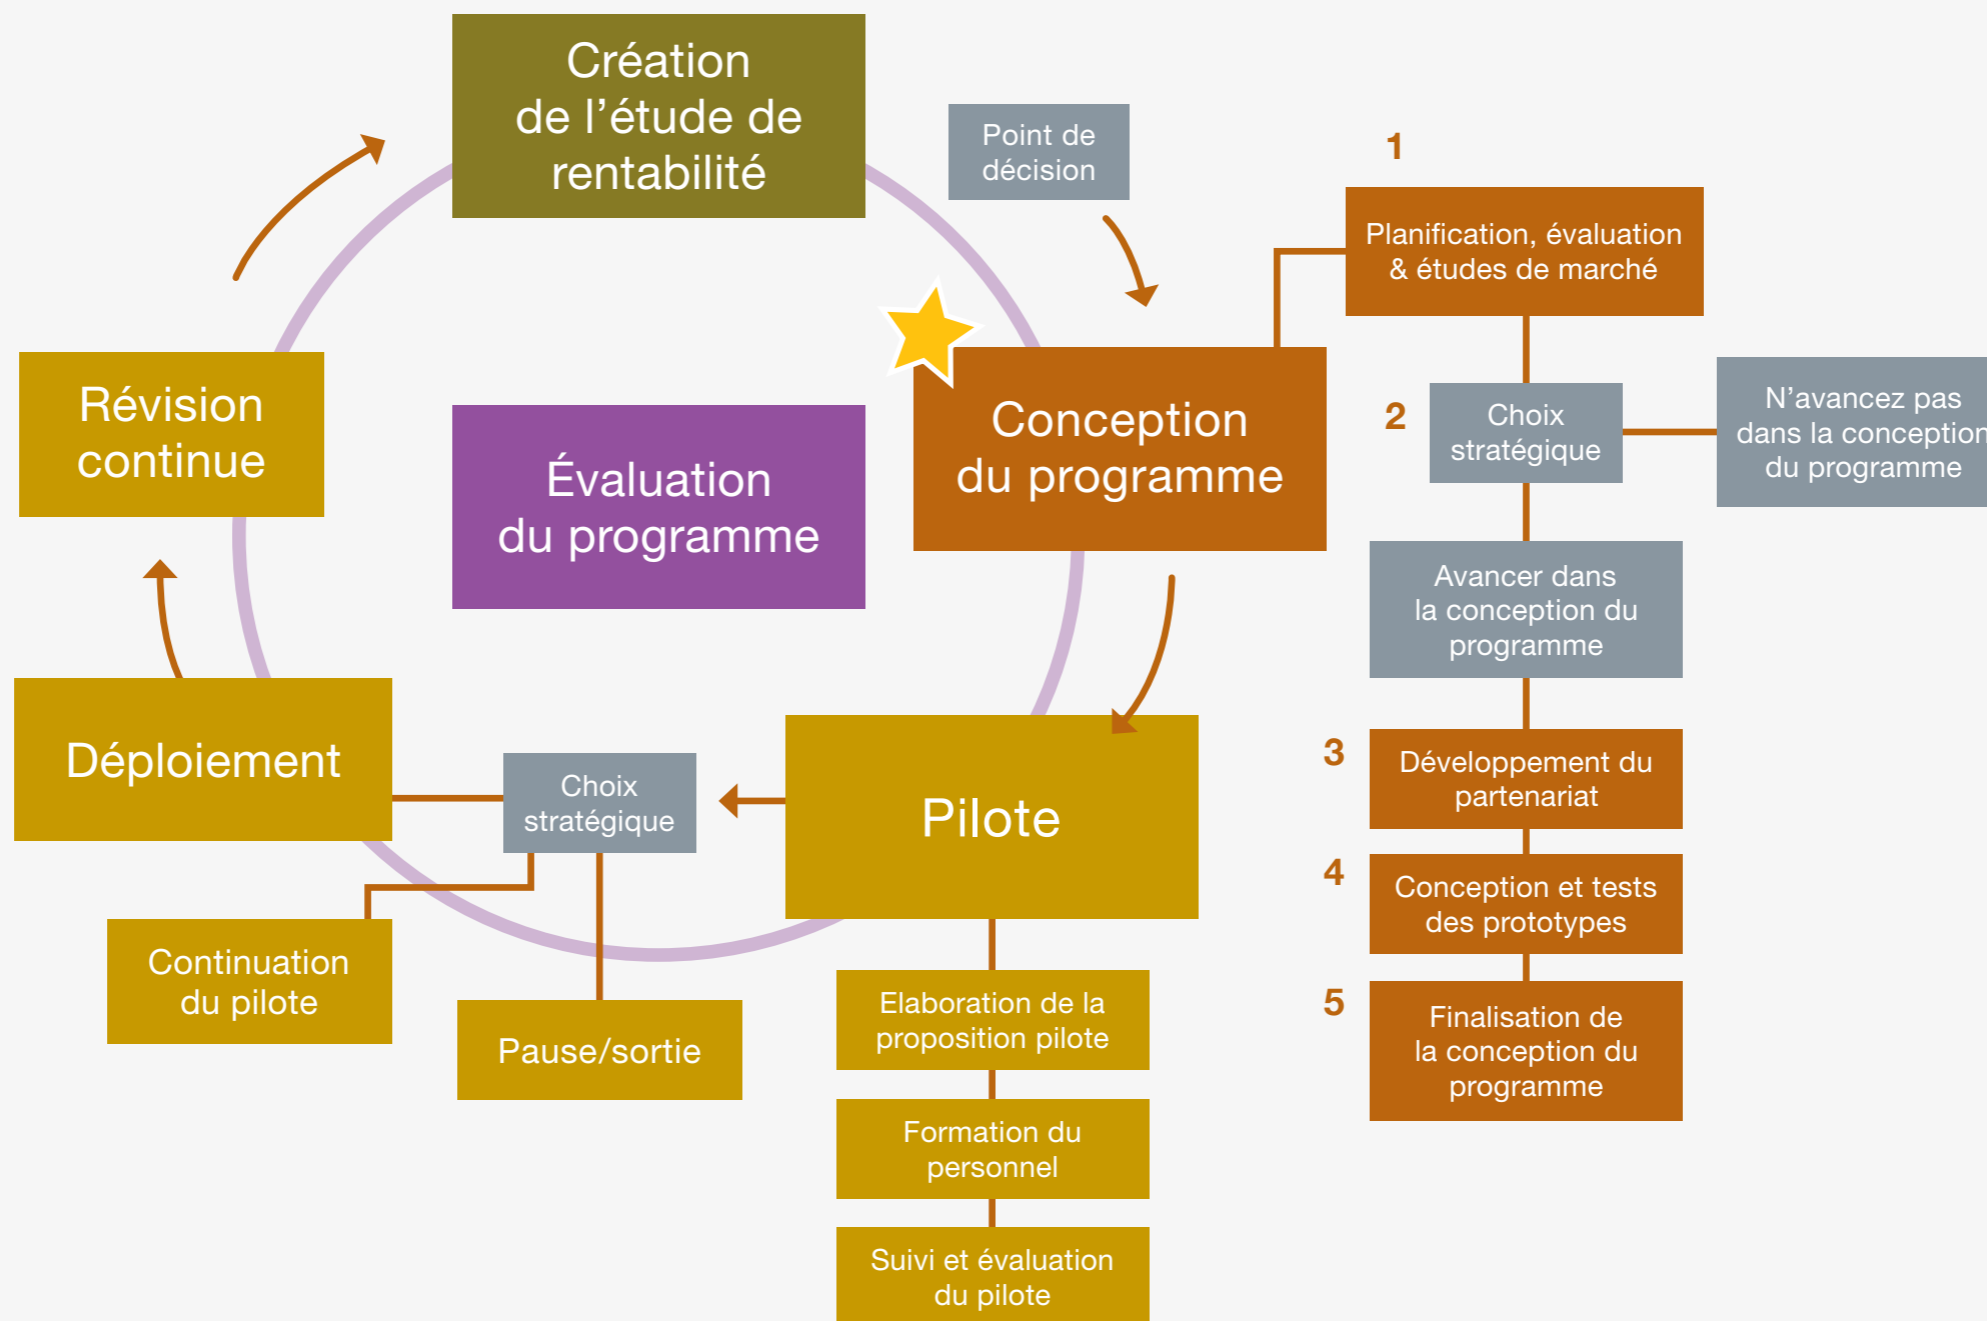 Création
de l’étude de
rentabilité
Point de
décision
1
Planification, évaluation
& études de marché
Révision
continue
Évaluation
du programme
Conception
du programme
2
Choix
stratégique
N’avancez pas
dans la conception
du programme
Avancer dans
la conception du
programme
Déploiement
Choix
stratégique
Pilote
3
Développement du
partenariat
4
Conception et tests
des prototypes
5
Finalisation de
la conception du
programme
Continuation
du pilote
Pause/sortie
Elaboration de la
proposition pilote
Formation du
personnel
Suivi et évaluation
du pilote